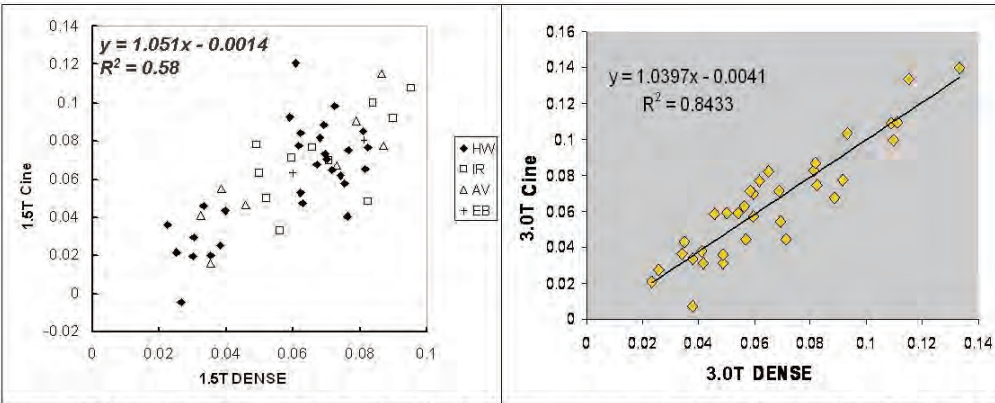 y = 1.051x - 0.0014
R² = 0.58
0.14
0.12
0.1
0.08
0.06
0.04
0.02
0
-0.02
1.5T Cine
0 0.02 0.04 0.06 0.08 0.1
1.5T DENSE
HW
IR
AV
EB
y = 1.0397x - 0.0041
R² = 0.8433
0.16
0.14
0.12
0.1
0.08
0.06
0.04
0.02
0
3.0T Cine
0 0.02 0.04 0.06 0.08 0.1 0.12 0.14
3.0T DENSE